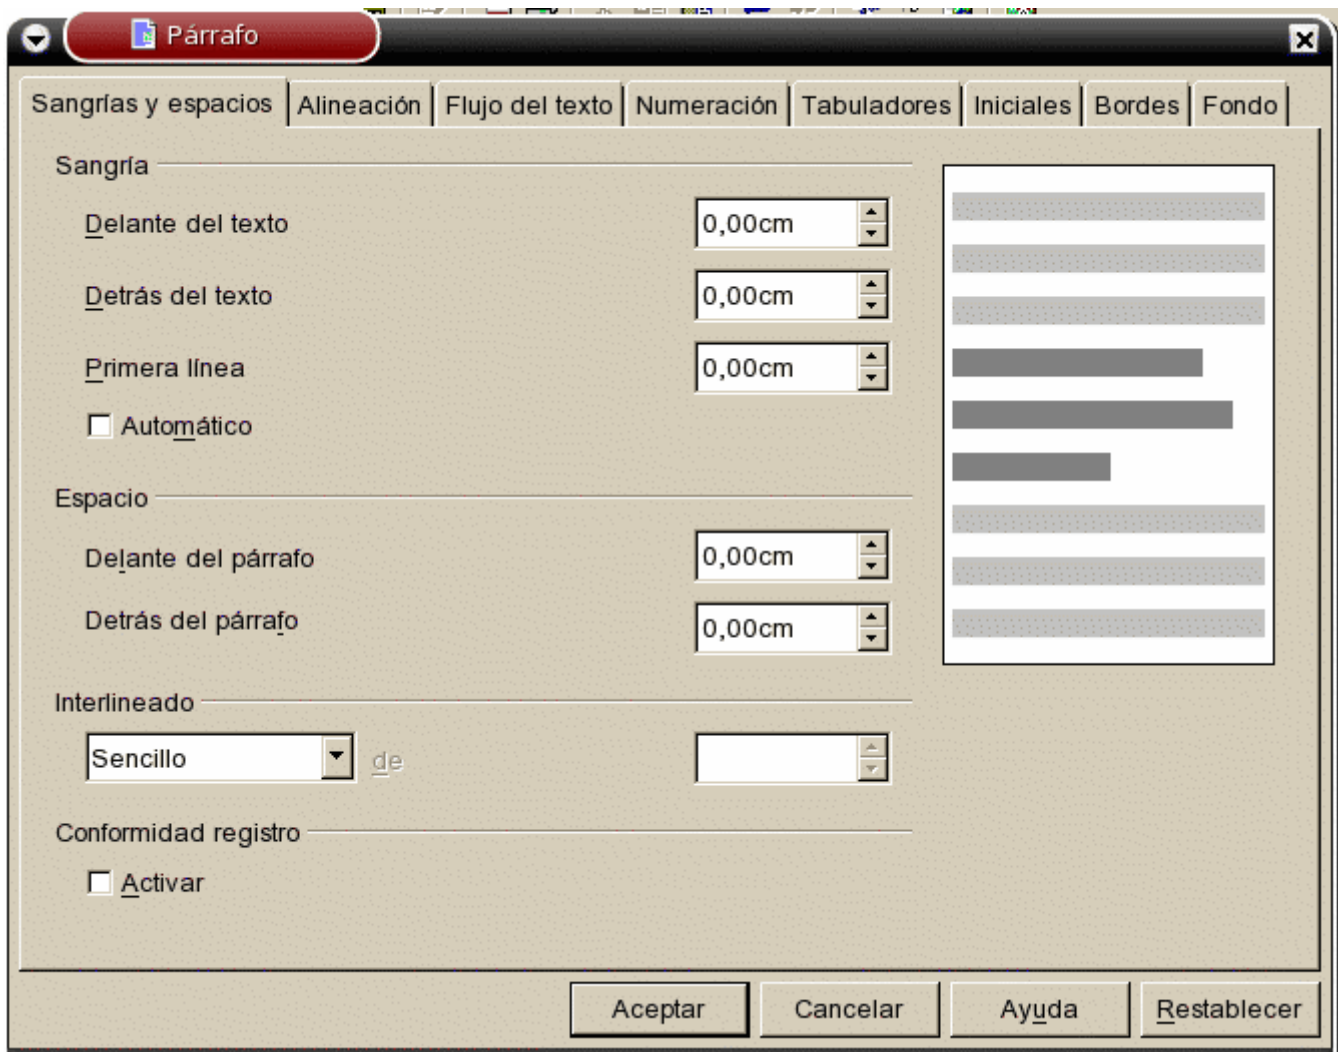 Párrafo
Sangrías y espacios Alineación Flujo del texto Numeración Tabuladores Iniciales Bordes Fondo
Sangría
Delante del texto 0,00cm
Detrás del texto 0,00cm
Primera línea 0,00cm
Automático
Espacio
Delante del párrafo 0,00cm
Detrás del párrafo 0,00cm
Interlineado
Sencillo de
Conformidad registro
Activar
Aceptar Cancelar Ayuda Restablecer